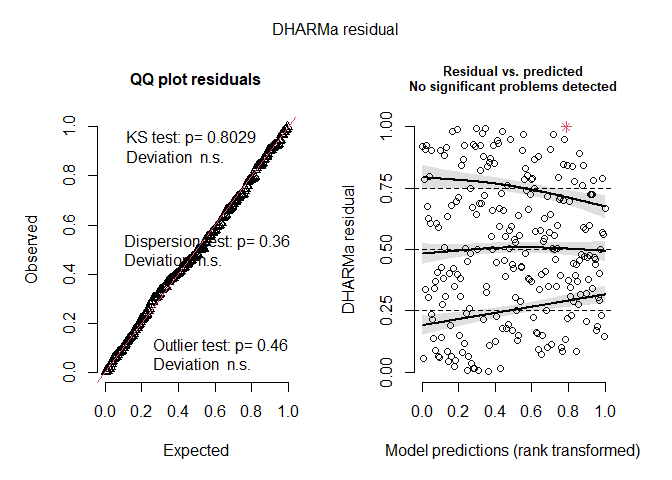 DHARMa residual
QQ plot residuals
KS test: p= 0.8029
Deviation n.s.
Dispersion test: p= 0.36
Deviation n.s.
Outlier test: p= 0.46
Deviation n.s.
Observed
0.0 0.2 0.4 0.6 0.8 1.0
0.0 0.2 0.4 0.6 0.8 1.0
Expected
Residual vs. predicted
No significant problems detected
DHARMa residual
0.00 0.25 0.50 0.75 1.00
0.0 0.2 0.4 0.6 0.8 1.0
Model predictions (rank transformed)